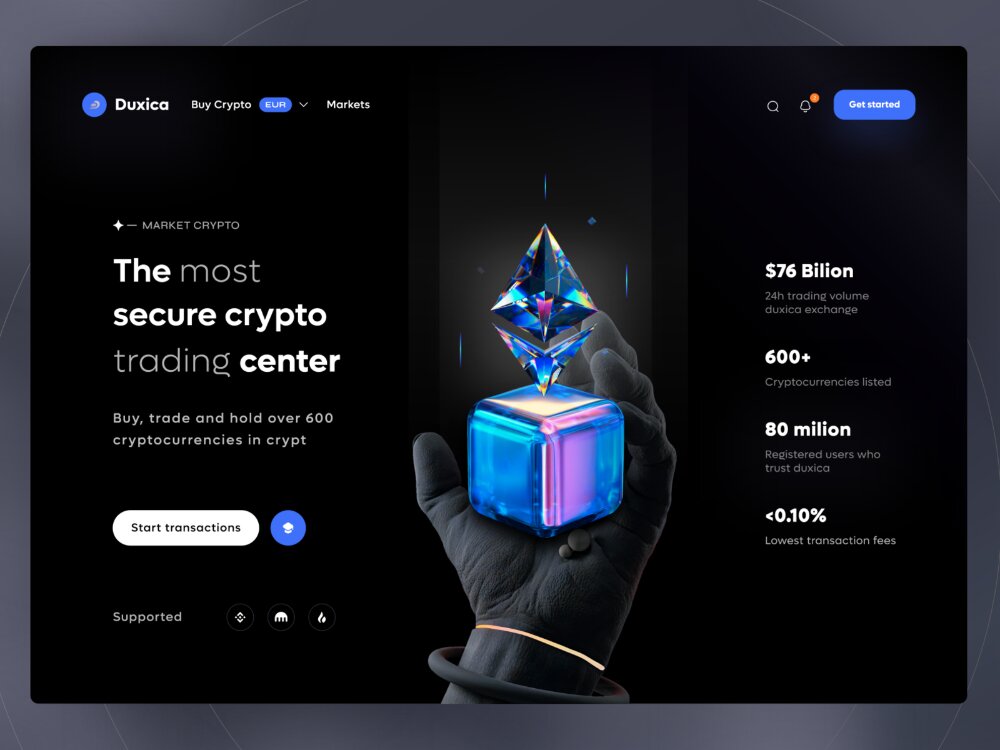 Duxica
Buy Crypto EUR
Markets
Get started
MARKET CRYPTO
The most
secure crypto
trading center
Buy, trade and hold over 600
cryptocurrencies in crypt
Start transactions
Supported
$76 Bilion
24h trading volume
duxica exchange
600+
Cryptocurrencies listed
80 milion
Registered users who
trust duxica
<0.10%
Lowest transaction fees